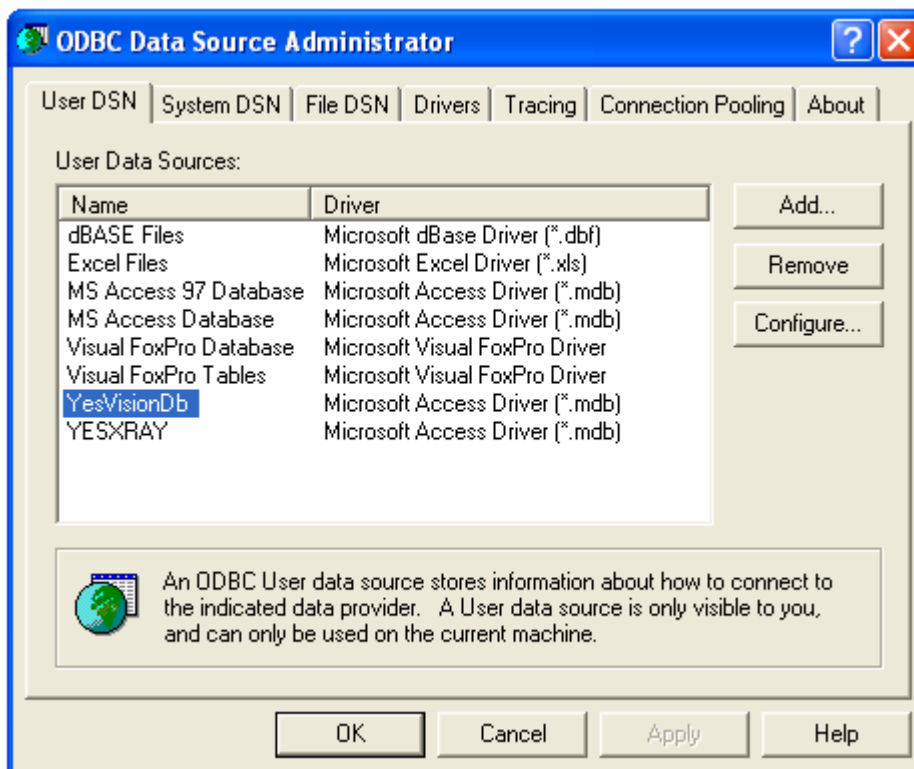 ODBC Data Source Administrator
User DSN System DSN File DSN Drivers Tracing Connection Pooling About
User Data Sources:
Name Driver
dBASE Files Microsoft dBase Driver (*.dbf)
Excel Files Microsoft Excel Driver (*.xls)
MS Access 97 Database Microsoft Access Driver (*.mdb)
MS Access Database Microsoft Access Driver (*.mdb)
Visual FoxPro Database Microsoft Visual FoxPro Driver
Visual FoxPro Tables Microsoft Visual FoxPro Driver
YesVisionDb Microsoft Access Driver (*.mdb)
YESXRAY Microsoft Access Driver (*.mdb)
Add...
Remove
Configure...
An ODBC User data source stores information about how to connect to
the indicated data provider. A User data source is only visible to you,
and can only be used on the current machine.
OK Cancel Apply Help